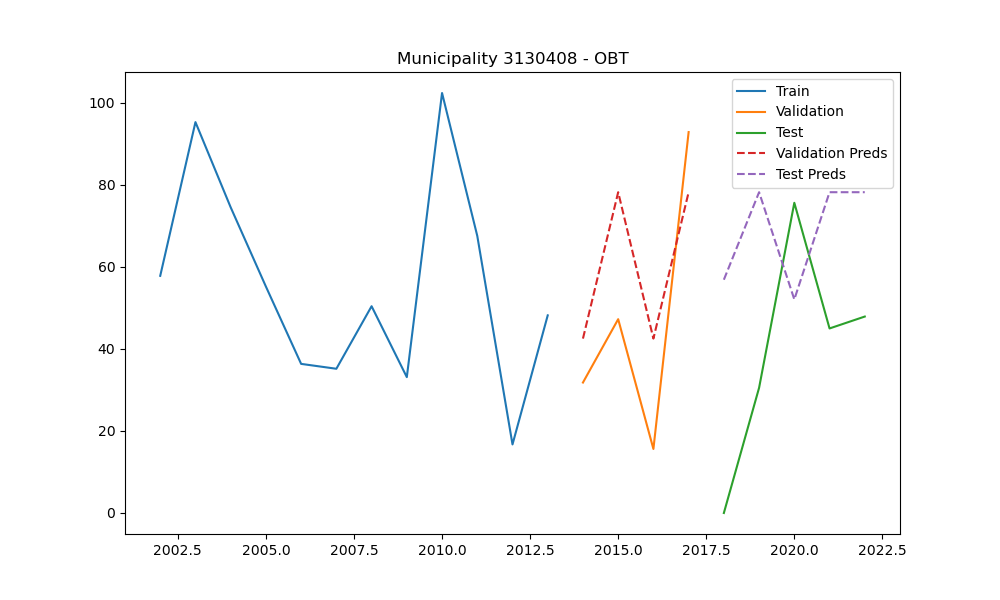 Municipality 3130408 - OBT
Train
Validation
Test
Validation Preds
Test Preds
100
80
60
40
20
0
2002.5 2005.0 2007.5 2010.0 2012.5 2015.0 2017.5 2020.0 2022.5